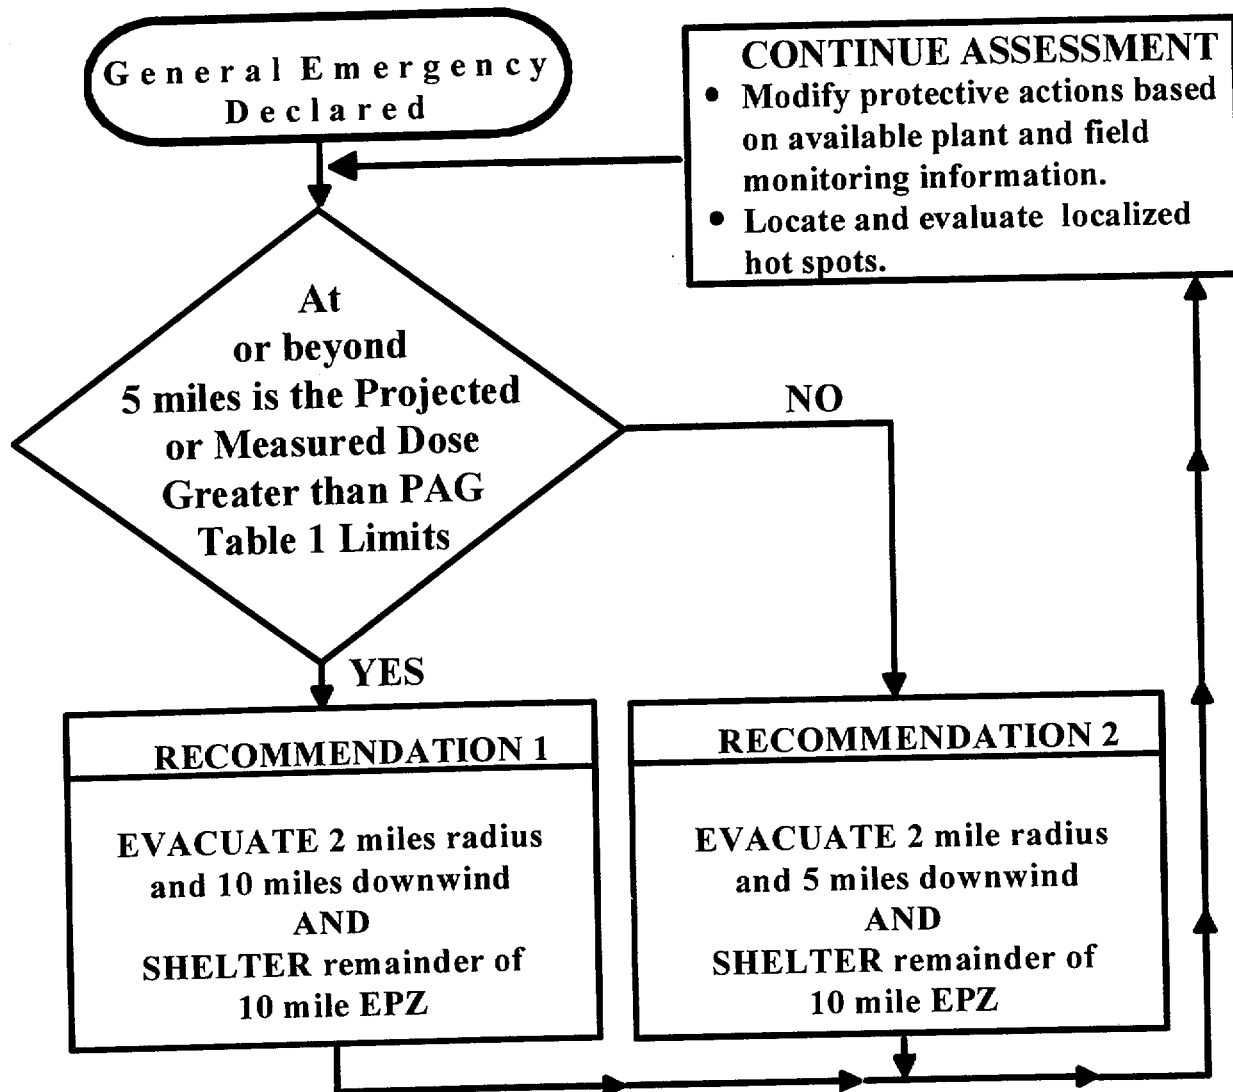 General Emergency
Declared
CONTINUE ASSESSMENT
• Modify protective actions based
on available plant and field
monitoring information.
• Locate and evaluate localized
hot spots.
At
or beyond
5 miles is the Projected
or Measured Dose
Greater than PAG
Table 1 Limits
NO
YES
RECOMMENDATION 1
EVACUATE 2 miles radius
and 10 miles downwind
AND
SHELTER remainder of
10 mile EPZ
RECOMMENDATION 2
EVACUATE 2 mile radius
and 5 miles downwind
AND
SHELTER remainder of
10 mile EPZ